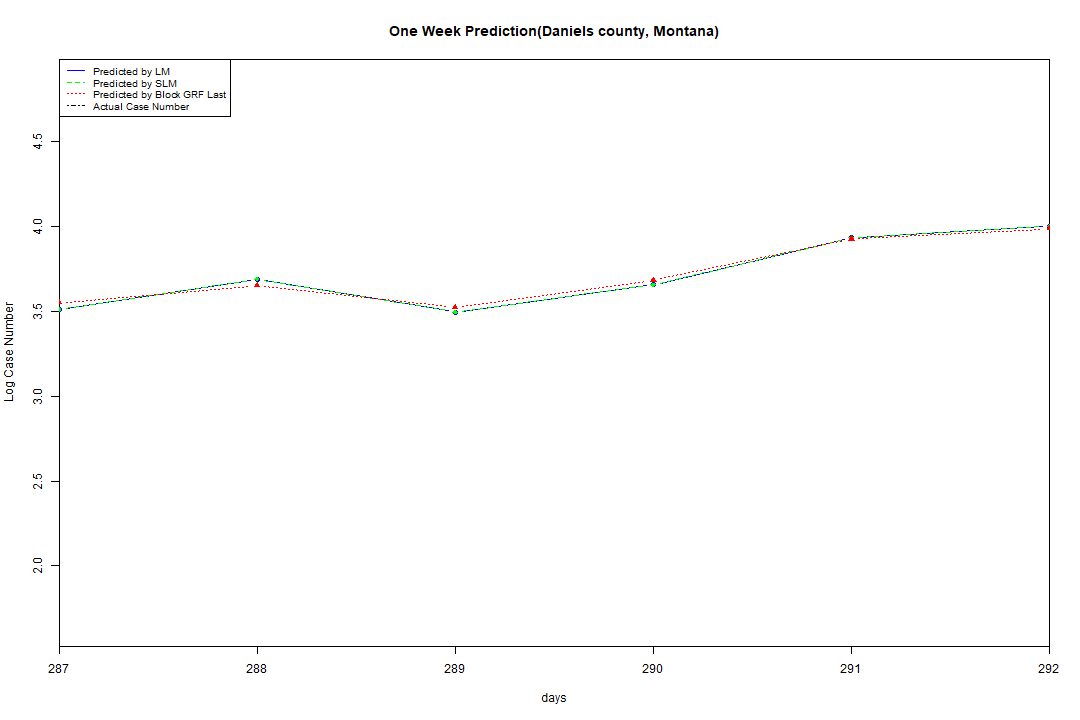 One Week Prediction(Daniels county, Montana)
Predicted by LM
Predicted by SLM
Predicted by Block GRF Last
Actual Case Number
4.5
4.0
3.5
3.0
2.5
2.0
Log Case Number
287 288 289 290 291 292
days